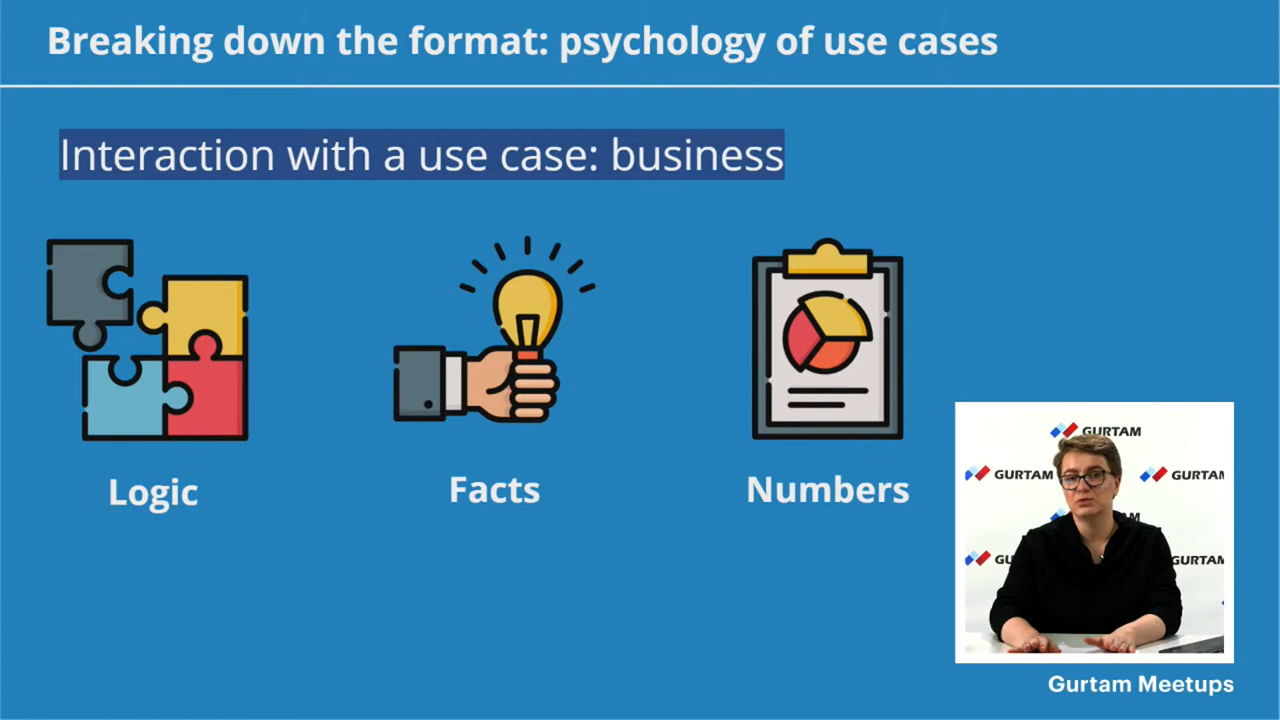 Breaking down the format: psychology of use cases
Interaction with a use case: business
Logic
Facts
Numbers
GURTAM
GURTAM
GURTAM
GURTAM
Gurtam Meetups